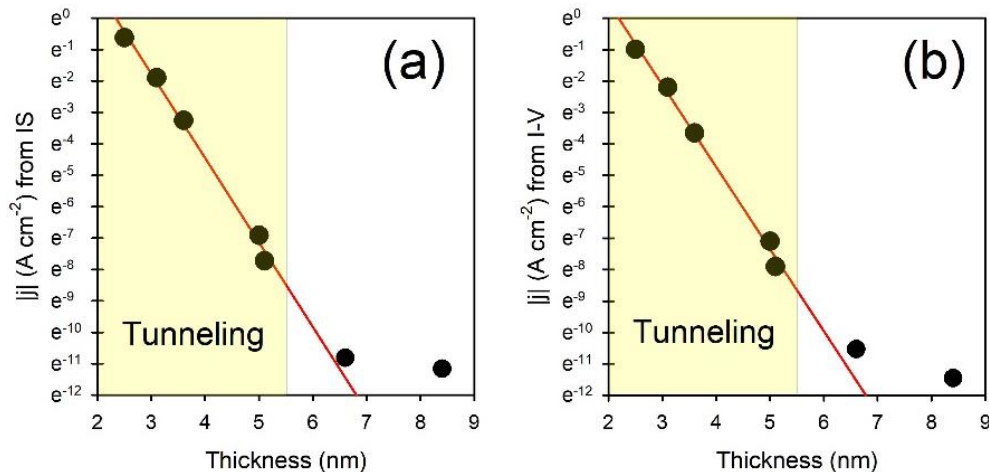 (a)
|j| (A cm⁻²) from IS
e⁰
e⁻¹
e⁻²
e⁻³
e⁻⁴
e⁻⁵
e⁻⁶
e⁻⁷
e⁻⁸
e⁻⁹
e⁻¹⁰
e⁻¹¹
e⁻¹²
Tunneling
2 3 4 5 6 7 8 9
Thickness (nm)
(b)
|j| (A cm⁻²) from I-V
e⁰
e⁻¹
e⁻²
e⁻³
e⁻⁴
e⁻⁵
e⁻⁶
e⁻⁷
e⁻⁸
e⁻⁹
e⁻¹⁰
e⁻¹¹
e⁻¹²
Tunneling
2 3 4 5 6 7 8 9
Thickness (nm)